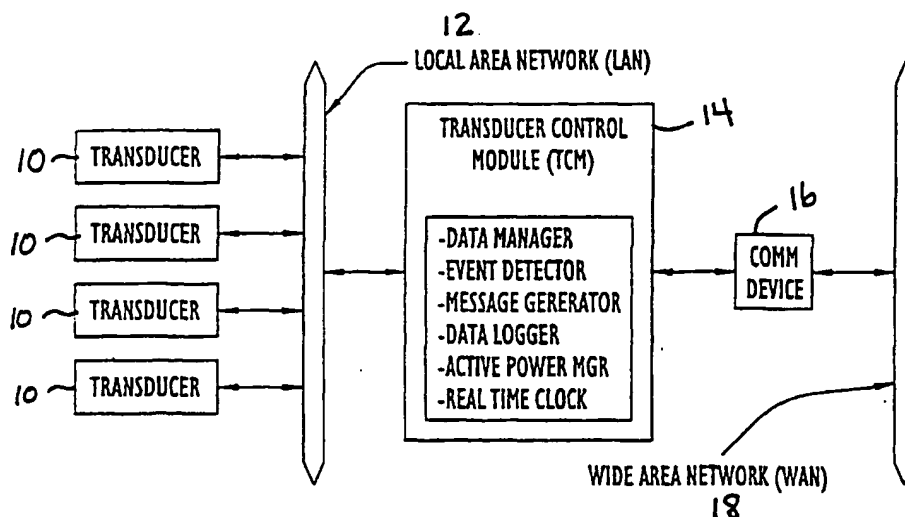 12
LOCAL AREA NETWORK (LAN)
TRANSDUCER CONTROL
MODULE (TCM)
14
10 TRANSDUCER
10 TRANSDUCER
10 TRANSDUCER
10 TRANSDUCER
-DATA MANAGER
-EVENT DETECTOR
-MESSAGE GERERATOR
-DATA LOGGER
-ACTIVE POWER MGR
-REAL TIME CLOCK
16
COMM
DEVICE
WIDE AREA NETWORK (WAN)
18